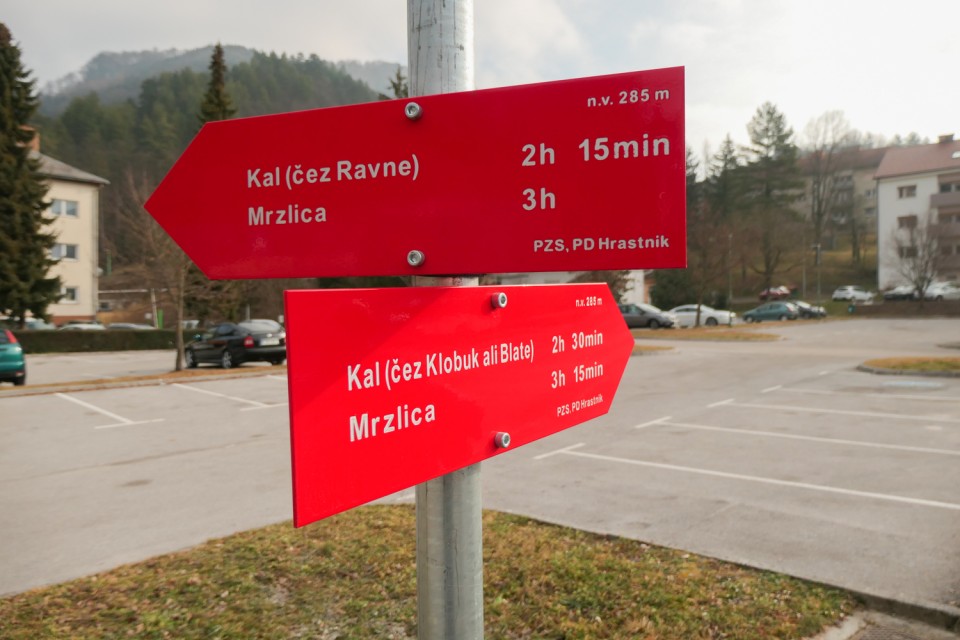 n.v. 285 m
Kal (čez Ravne) 2h 15min
Mrzlica 3h
PZS, PD Hrastnik
n.v. 285 m
Kal (čez Klobuk ali Blate) 2h 30min
Mrzlica 3h 15min
PZS, PD Hrastnik